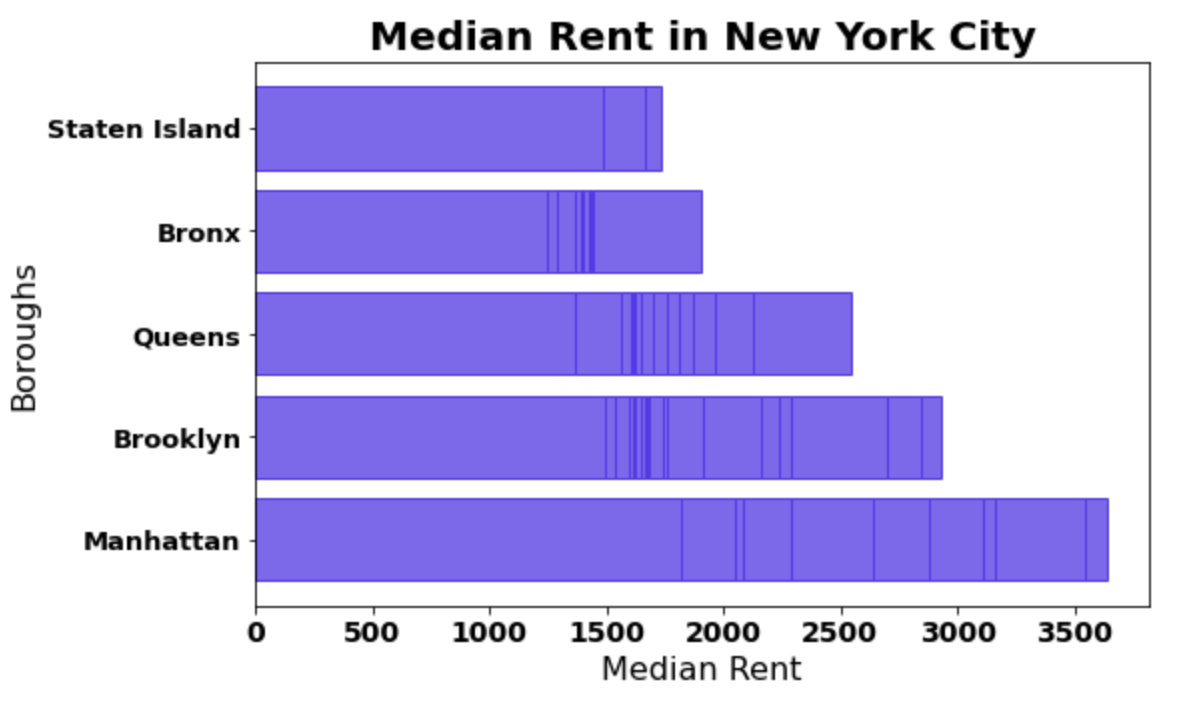 Median Rent in New York City
Boroughs
Staten Island
Bronx
Queens
Brooklyn
Manhattan
0 500 1000 1500 2000 2500 3000 3500
Median Rent